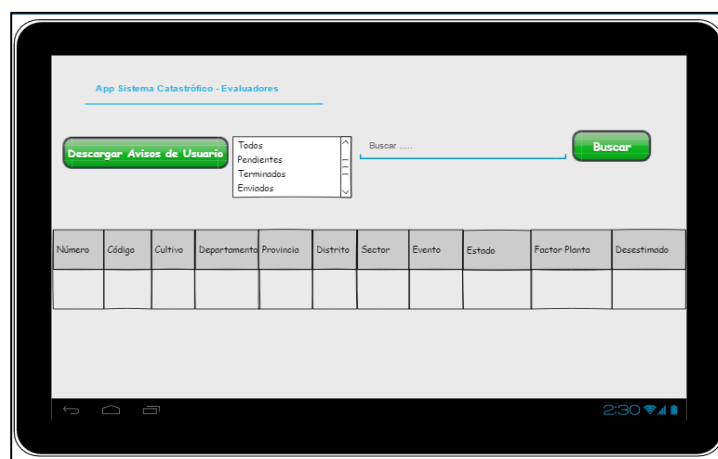 App Sistema Catastrófico - Evaluadores
Descargar Avisos de Usuario
Todos
Pendientes
Terminados
Enviados
Buscar .....
Buscar
Número Código Cultivo Departamento Provincia Distrito Sector Evento Estado Factor Planta Desestimado
2:30